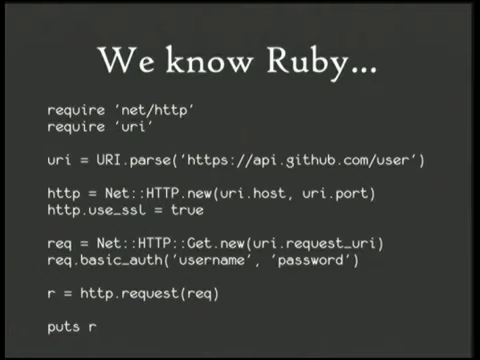 We know Ruby...
require 'net/http'
require 'uri'
uri = URI.parse('https://api.github.com/user')
http = Net::HTTP.new(uri.host, uri.port)
http.use_ssl = true
req = Net::HTTP::Get.new(uri.request_uri)
req.basic_auth('username', 'password')
r = http.request(req)
puts r